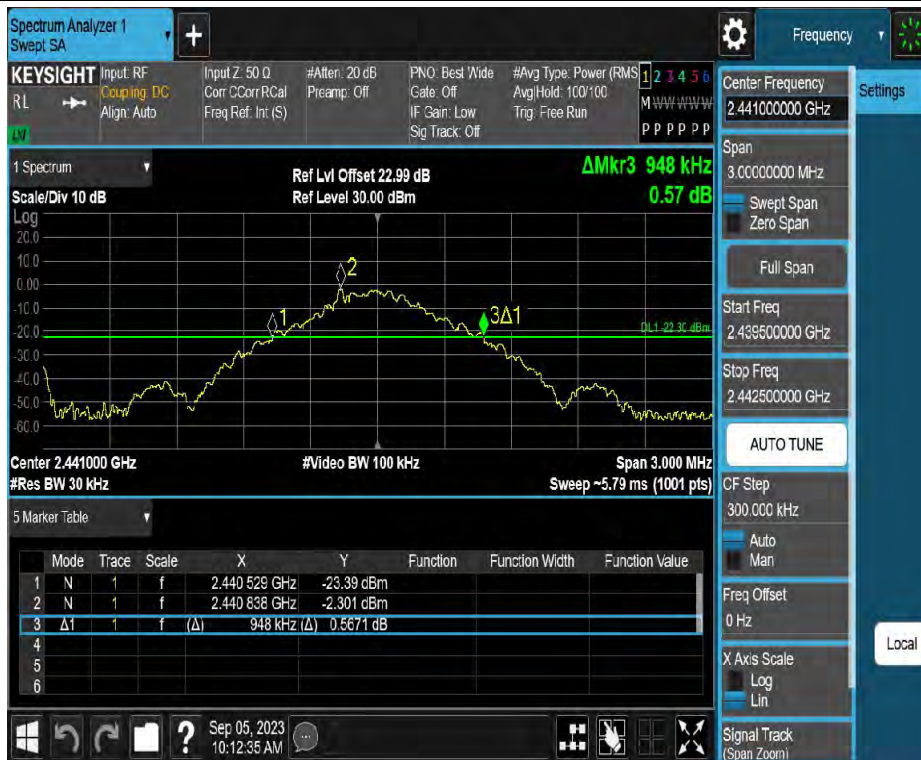 Spectrum Analyzer 1
Swept SA
+
Frequency
KEYSIGHT
RL
Input: RF
Coupling: DC
Align: Auto
Input Z: 50 Ω
Corr CCorr RCal
Freq Ref: Int (S)
#Atten: 20 dB
Preamp: Off
PNO: Best Wide
Gate: Off
IF Gain: Low
Sig Track: Off
#Avg Type: Power (RMS
Avg|Hold: 100/100
Trig: Free Run
1 2 3 4 5 6
M W W W W W
P P P P P P
1 Spectrum
Scale/Div 10 dB
Ref Lvl Offset 22.99 dB
Ref Level 30.00 dBm
ΔMkr3 948 kHz
0.57 dB
Log
20.0
10.0
0.00
-10.0
-20.0
-30.0
-40.0
-50.0
-60.0
1
2
3Δ1
DL1 -22.30 dBm
Center 2.441000 GHz
#Video BW 100 kHz
Span 3.000 MHz
#Res BW 30 kHz
Sweep ~5.79 ms (1001 pts)
5 Marker Table
Mode Trace Scale X Y Function Function Width Function Value
1 N 1 f 2.440 529 GHz -23.39 dBm
2 N 1 f 2.440 838 GHz -2.301 dBm
3 Δ1 1 f (Δ) 948 kHz (Δ) 0.5671 dB
4
5
6
?
Sep 05, 2023
10:12:35 AM
Center Frequency
2.441000000 GHz
Settings
Span
3.00000000 MHz
Swept Span
Zero Span
Full Span
Start Freq
2.439500000 GHz
Stop Freq
2.442500000 GHz
AUTO TUNE
CF Step
300.000 kHz
Auto
Man
Freq Offset
0 Hz
Local
X Axis Scale
Log
Lin
Signal Track
(Span Zoom)